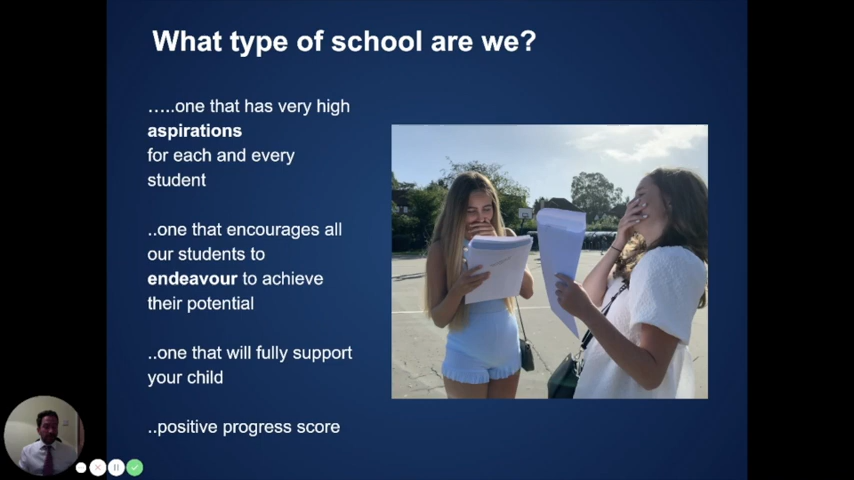 What type of school are we?
…..one that has very high
aspirations
for each and every
student
..one that encourages all
our students to
endeavour to achieve
their potential
..one that will fully support
your child
..positive progress score